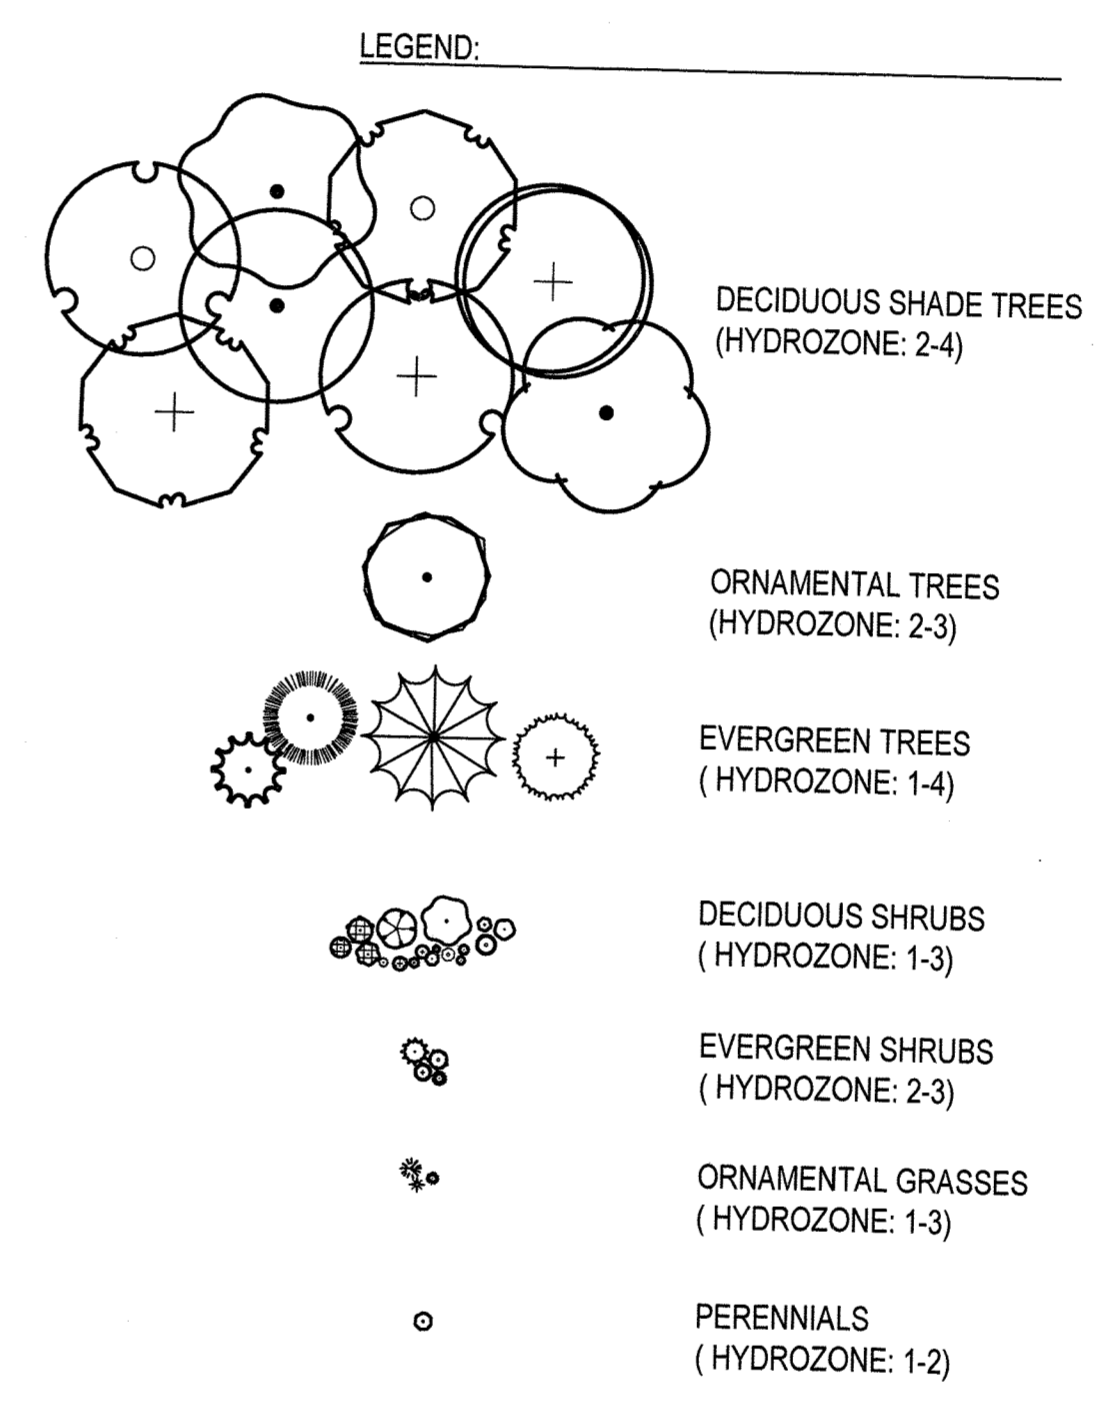 LEGEND:
DECIDUOUS SHADE TREES
(HYDROZONE: 2-4)
ORNAMENTAL TREES
(HYDROZONE: 2-3)
EVERGREEN TREES
( HYDROZONE: 1-4)
DECIDUOUS SHRUBS
( HYDROZONE: 1-3)
EVERGREEN SHRUBS
( HYDROZONE: 2-3)
ORNAMENTAL GRASSES
( HYDROZONE: 1-3)
PERENNIALS
( HYDROZONE: 1-2)